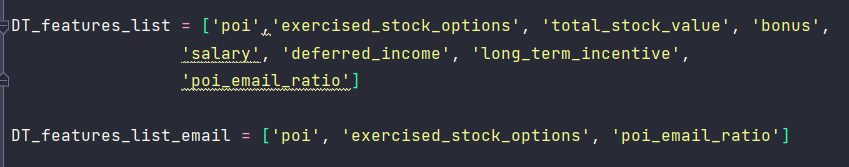 DT_features_list = ['poi','exercised_stock_options', 'total_stock_value', 'bonus',
'salary', 'deferred_income', 'long_term_incentive',
'poi_email_ratio']
DT_features_list_email = ['poi', 'exercised_stock_options', 'poi_email_ratio']